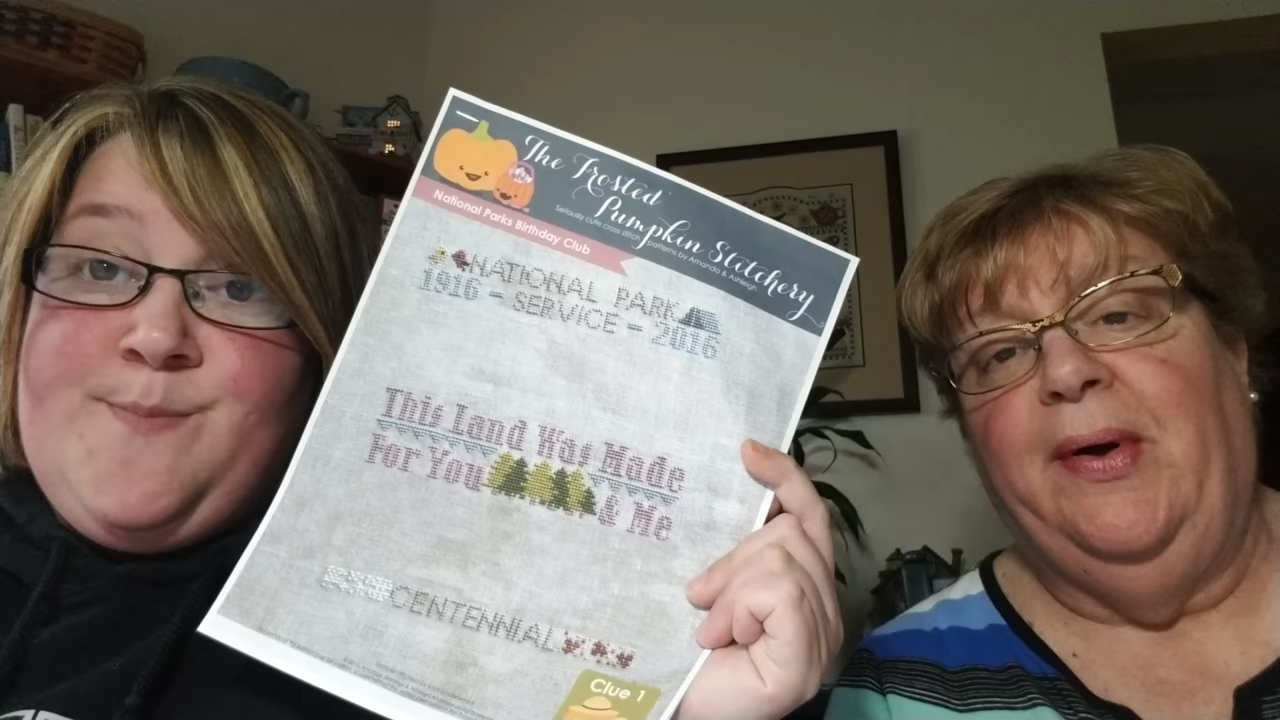 The Frosted
Pumpkin Stitchery
Seriously cute cross stitch patterns by Amanda & Ashleigh
National Parks Birthday Club
NATIONAL PARK
1916 - SERVICE - 2016
This Land Was Made
For You & Me
CENTENNIAL
Clue 1